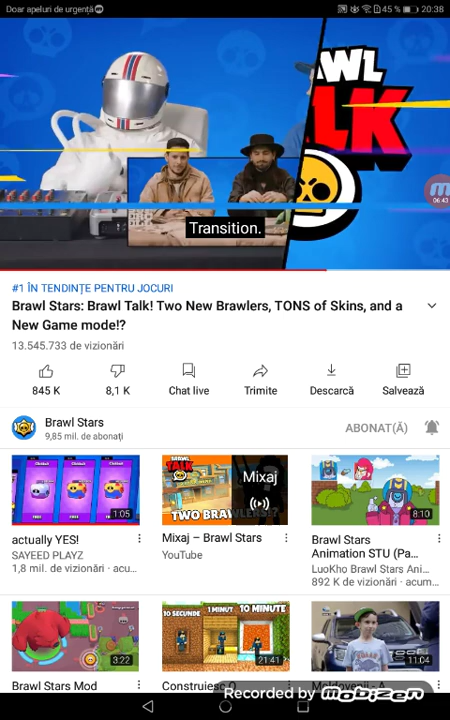 Doar apeluri de urgență
45 %
20:38
AWL
LK
06:43
Transition.
#1 ÎN TENDINȚE PENTRU JOCURI
Brawl Stars: Brawl Talk! Two New Brawlers, TONS of Skins, and a
New Game mode!?
13.545.733 de vizionări
845 K
8,1 K
Chat live
Trimite
Descarcă
Salvează
Brawl Stars
9,85 mil. de abonați
ABONAT(Ă)
1:05
BRAWL
TALK
TWO BRAWLERS!?
Mixaj
8:10
actually YES!
SAYEED PLAYZ
1,8 mil. de vizionări · acu...
Mixaj – Brawl Stars
YouTube
Brawl Stars
Animation STU (Pa...
LuoKho Brawl Stars Ani...
892 K de vizionări · acum...
3:22
10 SECUNDE
1 MINUT
10 MINUTE
21:41
11:04
Brawl Stars Mod
Construiesc O
Moldovenii - A
Recorded by mobizen